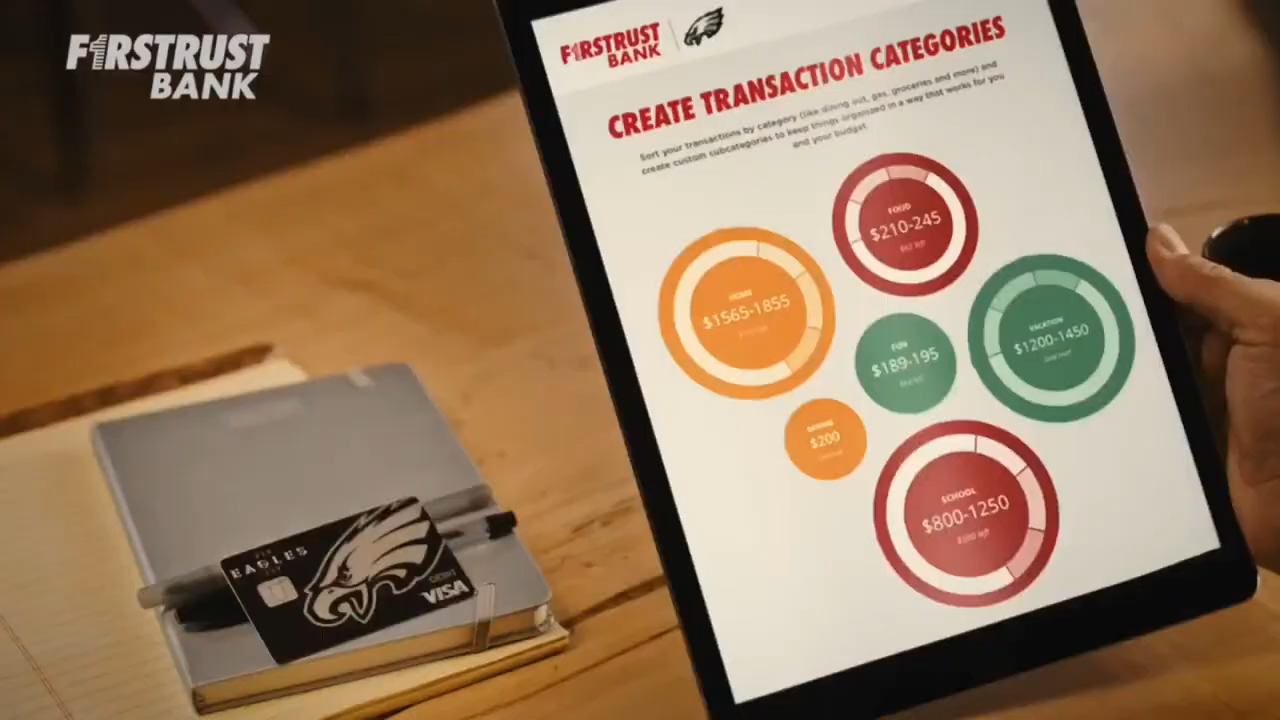 F1RSTRUST
BANK
F1RSTRUST
BANK
CREATE TRANSACTION CATEGORIES
Sort your transactions by category (like dining out, gas, groceries and more) and
create custom subcategories to keep things organized in a way that works for you
and your budget.
FOOD
$210-245
HOME
$1565-1855
VACATION
$1200-1450
FUN
$189-195
$200
SCHOOL
$800-1250
EAGLES
DEBIT
VISA